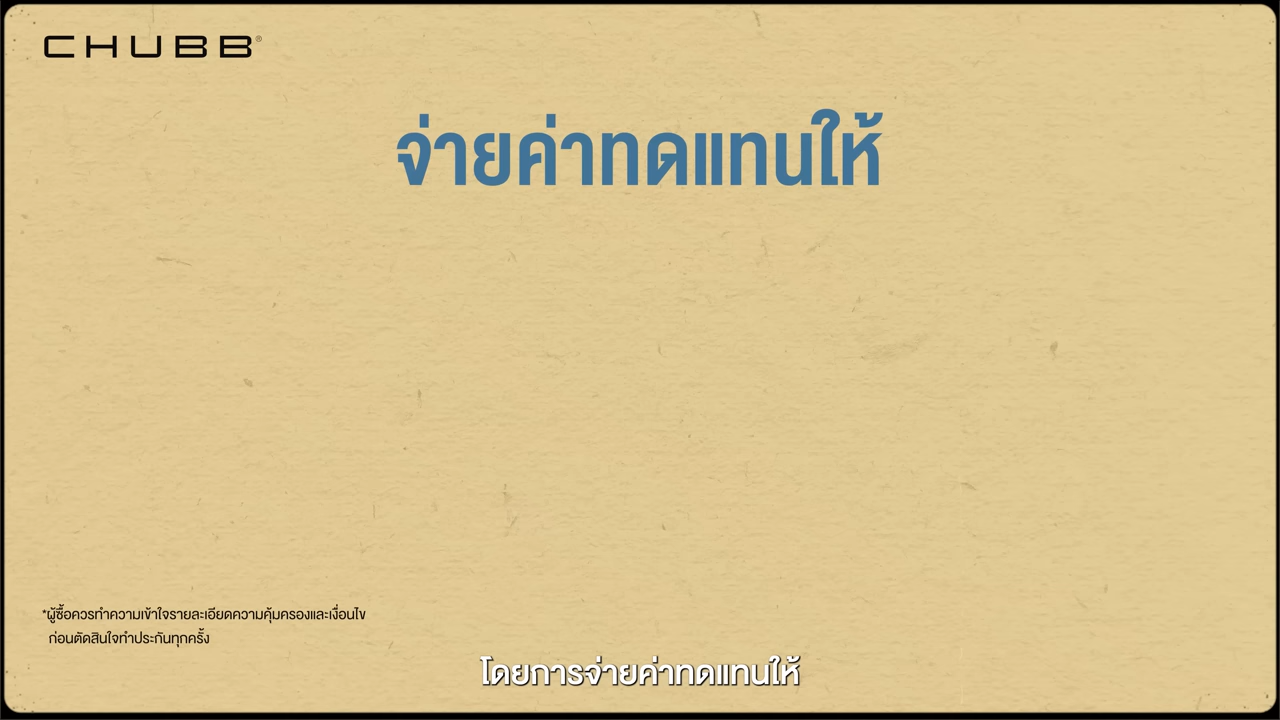 CHUBB®
จ่ายค่าทดแทนให้
*ผู้ซื้อควรทำความเข้าใจรายละเอียดความคุ้มครองและเงื่อนไข
ก่อนตัดสินใจทำประกันทุกครั้ง
โดยการจ่ายค่าทดแทนให้